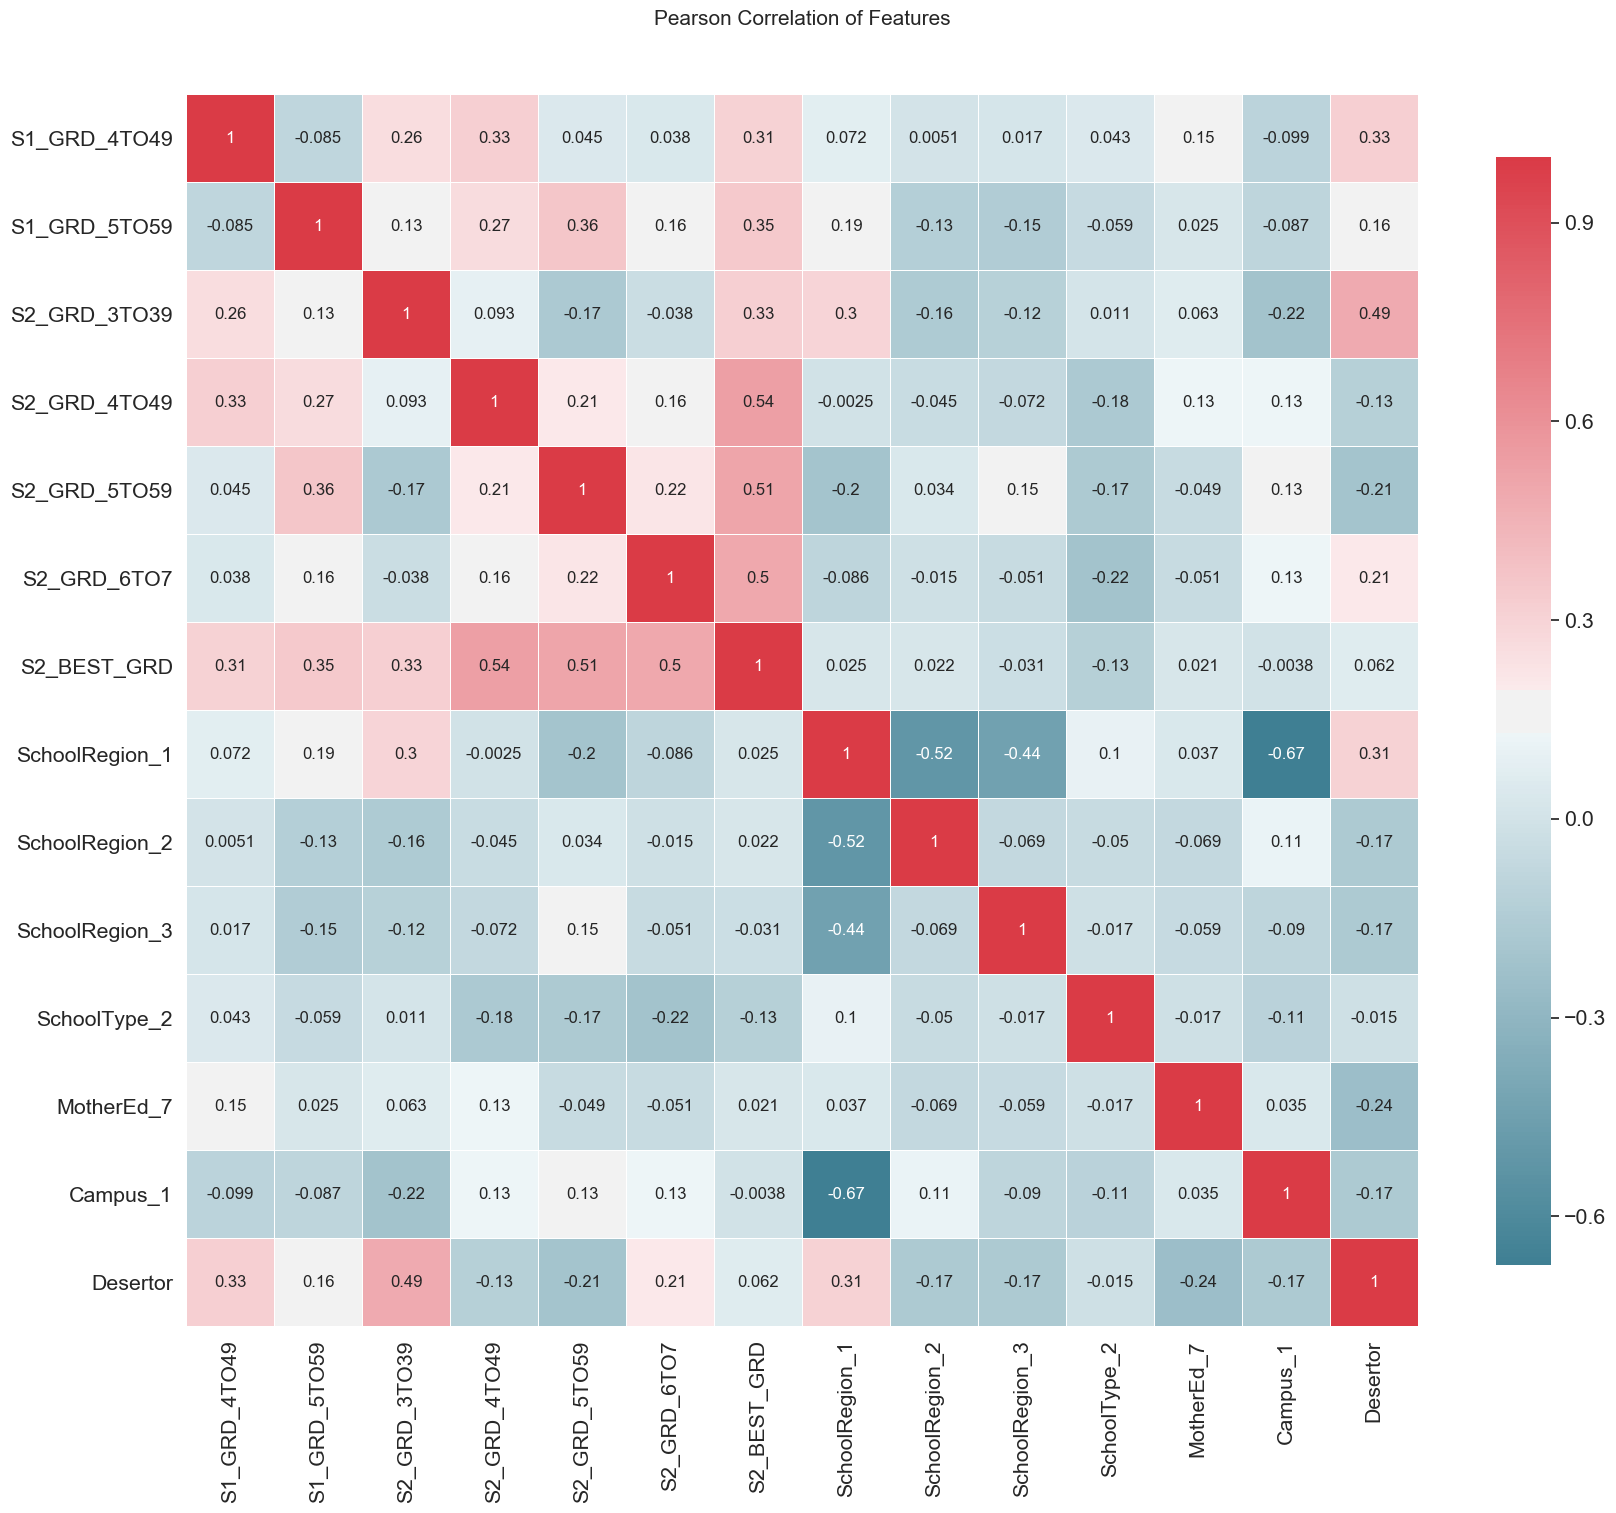 Pearson Correlation of Features
S1_GRD_4TO49 1 -0.085 0.26 0.33 0.045 0.038 0.31 0.072 0.0051 0.017 0.043 0.15 -0.099 0.33
S1_GRD_5TO59 -0.085 1 0.13 0.27 0.36 0.16 0.35 0.19 -0.13 -0.15 -0.059 0.025 -0.087 0.16
S2_GRD_3TO39 0.26 0.13 1 0.093 -0.17 -0.038 0.33 0.3 -0.16 -0.12 0.011 0.063 -0.22 0.49
S2_GRD_4TO49 0.33 0.27 0.093 1 0.21 0.16 0.54 -0.0025 -0.045 -0.072 -0.18 0.13 0.13 -0.13
S2_GRD_5TO59 0.045 0.36 -0.17 0.21 1 0.22 0.51 -0.2 0.034 0.15 -0.17 -0.049 0.13 -0.21
S2_GRD_6TO7 0.038 0.16 -0.038 0.16 0.22 1 0.5 -0.086 -0.015 -0.051 -0.22 -0.051 0.13 0.21
S2_BEST_GRD 0.31 0.35 0.33 0.54 0.51 0.5 1 0.025 0.022 -0.031 -0.13 0.021 -0.0038 0.062
SchoolRegion_1 0.072 0.19 0.3 -0.0025 -0.2 -0.086 0.025 1 -0.52 -0.44 0.1 0.037 -0.67 0.31
SchoolRegion_2 0.0051 -0.13 -0.16 -0.045 0.034 -0.015 0.022 -0.52 1 -0.069 -0.05 -0.069 0.11 -0.17
SchoolRegion_3 0.017 -0.15 -0.12 -0.072 0.15 -0.051 -0.031 -0.44 -0.069 1 -0.017 -0.059 -0.09 -0.17
SchoolType_2 0.043 -0.059 0.011 -0.18 -0.17 -0.22 -0.13 0.1 -0.05 -0.017 1 -0.017 -0.11 -0.015
MotherEd_7 0.15 0.025 0.063 0.13 -0.049 -0.051 0.021 0.037 -0.069 -0.059 -0.017 1 0.035 -0.24
Campus_1 -0.099 -0.087 -0.22 0.13 0.13 0.13 -0.0038 -0.67 0.11 -0.09 -0.11 0.035 1 -0.17
Desertor 0.33 0.16 0.49 -0.13 -0.21 0.21 0.062 0.31 -0.17 -0.17 -0.015 -0.24 -0.17 1
S1_GRD_4TO49
S1_GRD_5TO59
S2_GRD_3TO39
S2_GRD_4TO49
S2_GRD_5TO59
S2_GRD_6TO7
S2_BEST_GRD
SchoolRegion_1
SchoolRegion_2
SchoolRegion_3
SchoolType_2
MotherEd_7
Campus_1
Desertor
0.9
0.6
0.3
0.0
−0.3
−0.6